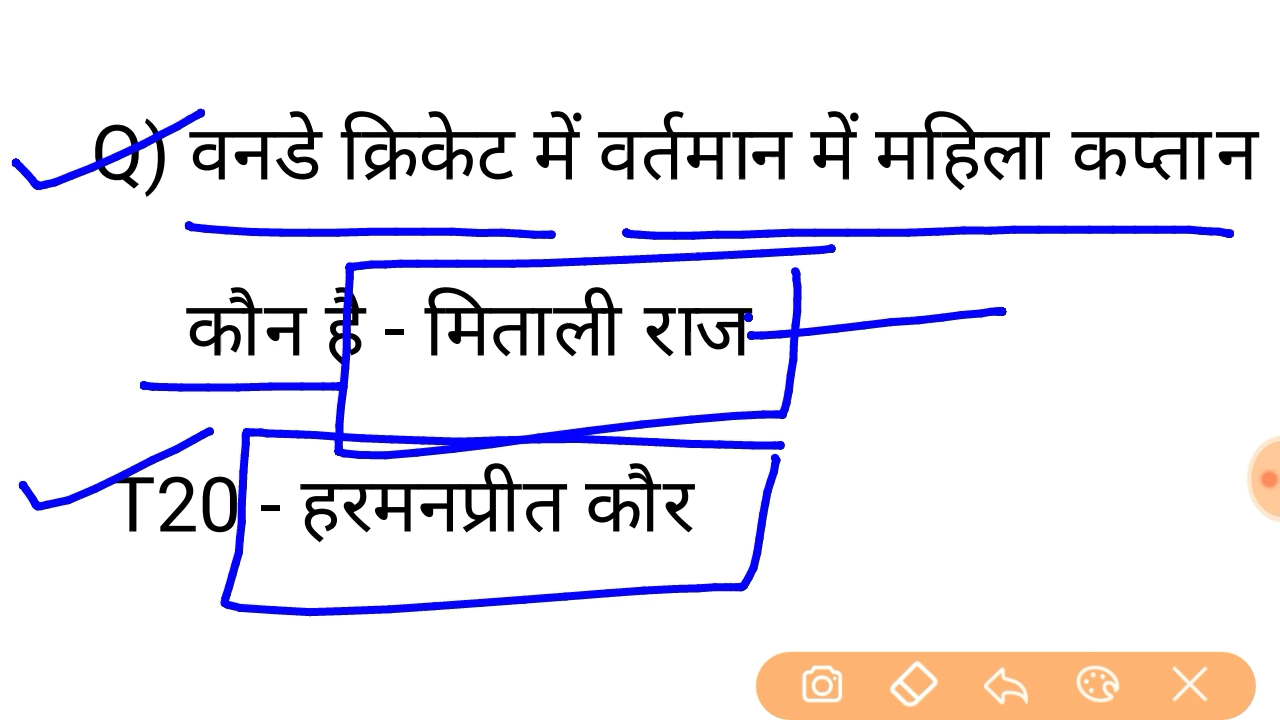 Q) वनडे क्रिकेट में वर्तमान में महिला कप्तान
कौन है - मिताली राज
T20 - हरमनप्रीत कौर